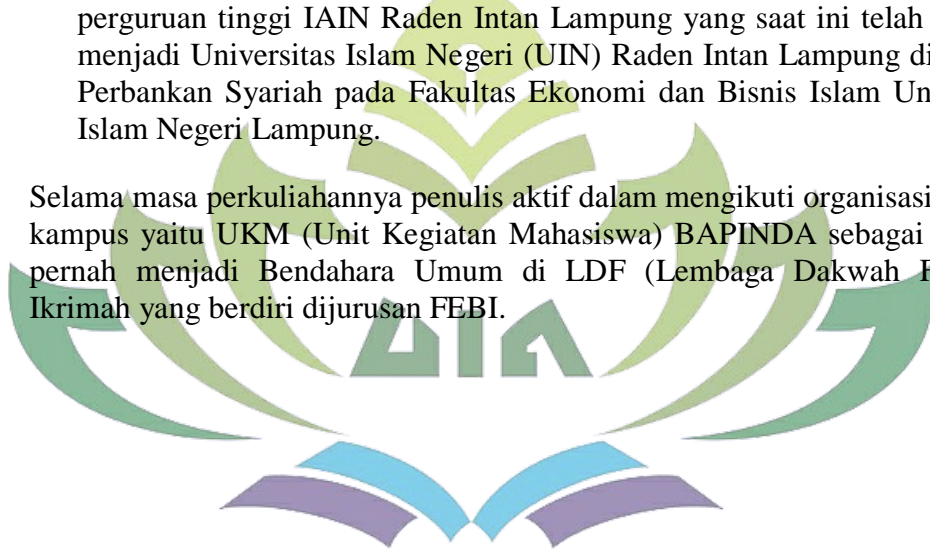 perguruan tinggi IAIN Raden Intan Lampung yang saat ini telah
menjadi Universitas Islam Negeri (UIN) Raden Intan Lampung di
Perbankan Syariah pada Fakultas Ekonomi dan Bisnis Islam Un
Islam Negeri Lampung.
Selama masa perkuliahannya penulis aktif dalam mengikuti organisasi
kampus yaitu UKM (Unit Kegiatan Mahasiswa) BAPINDA sebagai
pernah menjadi Bendahara Umum di LDF (Lembaga Dakwah F
Ikrimah yang berdiri dijurusan FEBI.
UIN